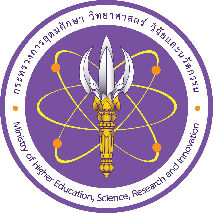 กระทรวงการอุดมศึกษา วิทยาศาสตร์ วิจัยและนวัตกรรม
Ministry of Higher Education, Science, Research and Innovation